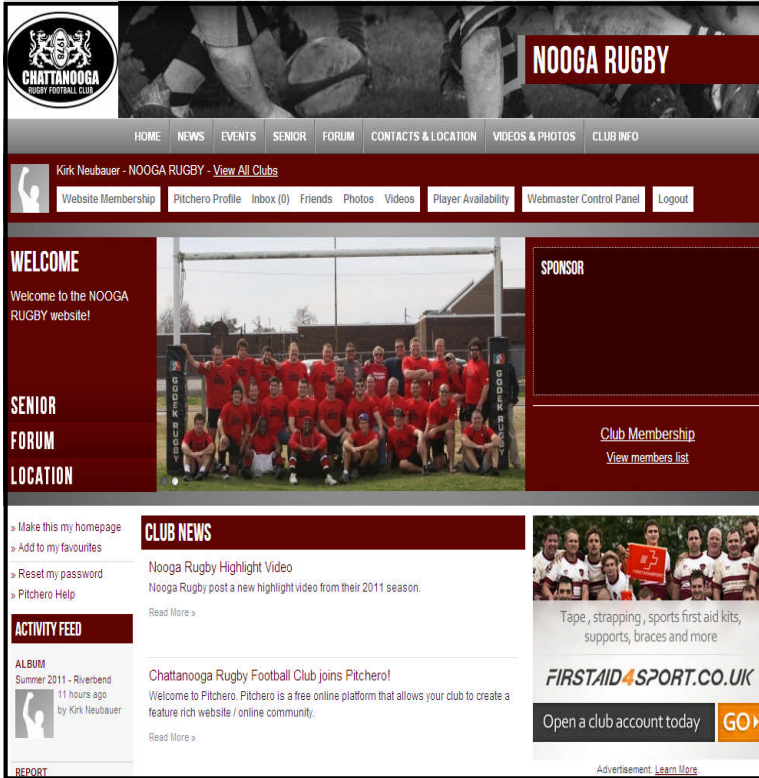 1978
CHATTANOOGA
RUGBY FOOTBALL CLUB
NOOGA RUGBY
HOME NEWS EVENTS SENIOR FORUM CONTACTS & LOCATION VIDEOS & PHOTOS CLUB INFO
Kirk Neubauer - NOOGA RUGBY - View All Clubs
Website Membership Pitchero Profile Inbox (0) Friends Photos Videos Player Availability Webmaster Control Panel Logout
WELCOME
Welcome to the NOOGA
RUGBY website!
SENIOR
FORUM
LOCATION
GODEK RUGBY
GODEK RUGBY
SPONSOR
Club Membership
View members list
» Make this my homepage
» Add to my favourites
» Reset my password
» Pitchero Help
ACTIVITY FEED
ALBUM
Summer 2011 - Riverbend
11 hours ago
by Kirk Neubauer
REPORT
CLUB NEWS
Nooga Rugby Highlight Video
Nooga Rugby post a new highlight video from their 2011 season.
Read More »
Chattanooga Rugby Football Club joins Pitchero!
Welcome to Pitchero. Pitchero is a free online platform that allows your club to create a
feature rich website / online community.
Read More »
FIRSTAID4SPORT
Tape, strapping, sports first aid kits,
supports, braces and more
FIRSTAID4SPORT.CO.UK
Open a club account today GO
Advertisement. Learn More.